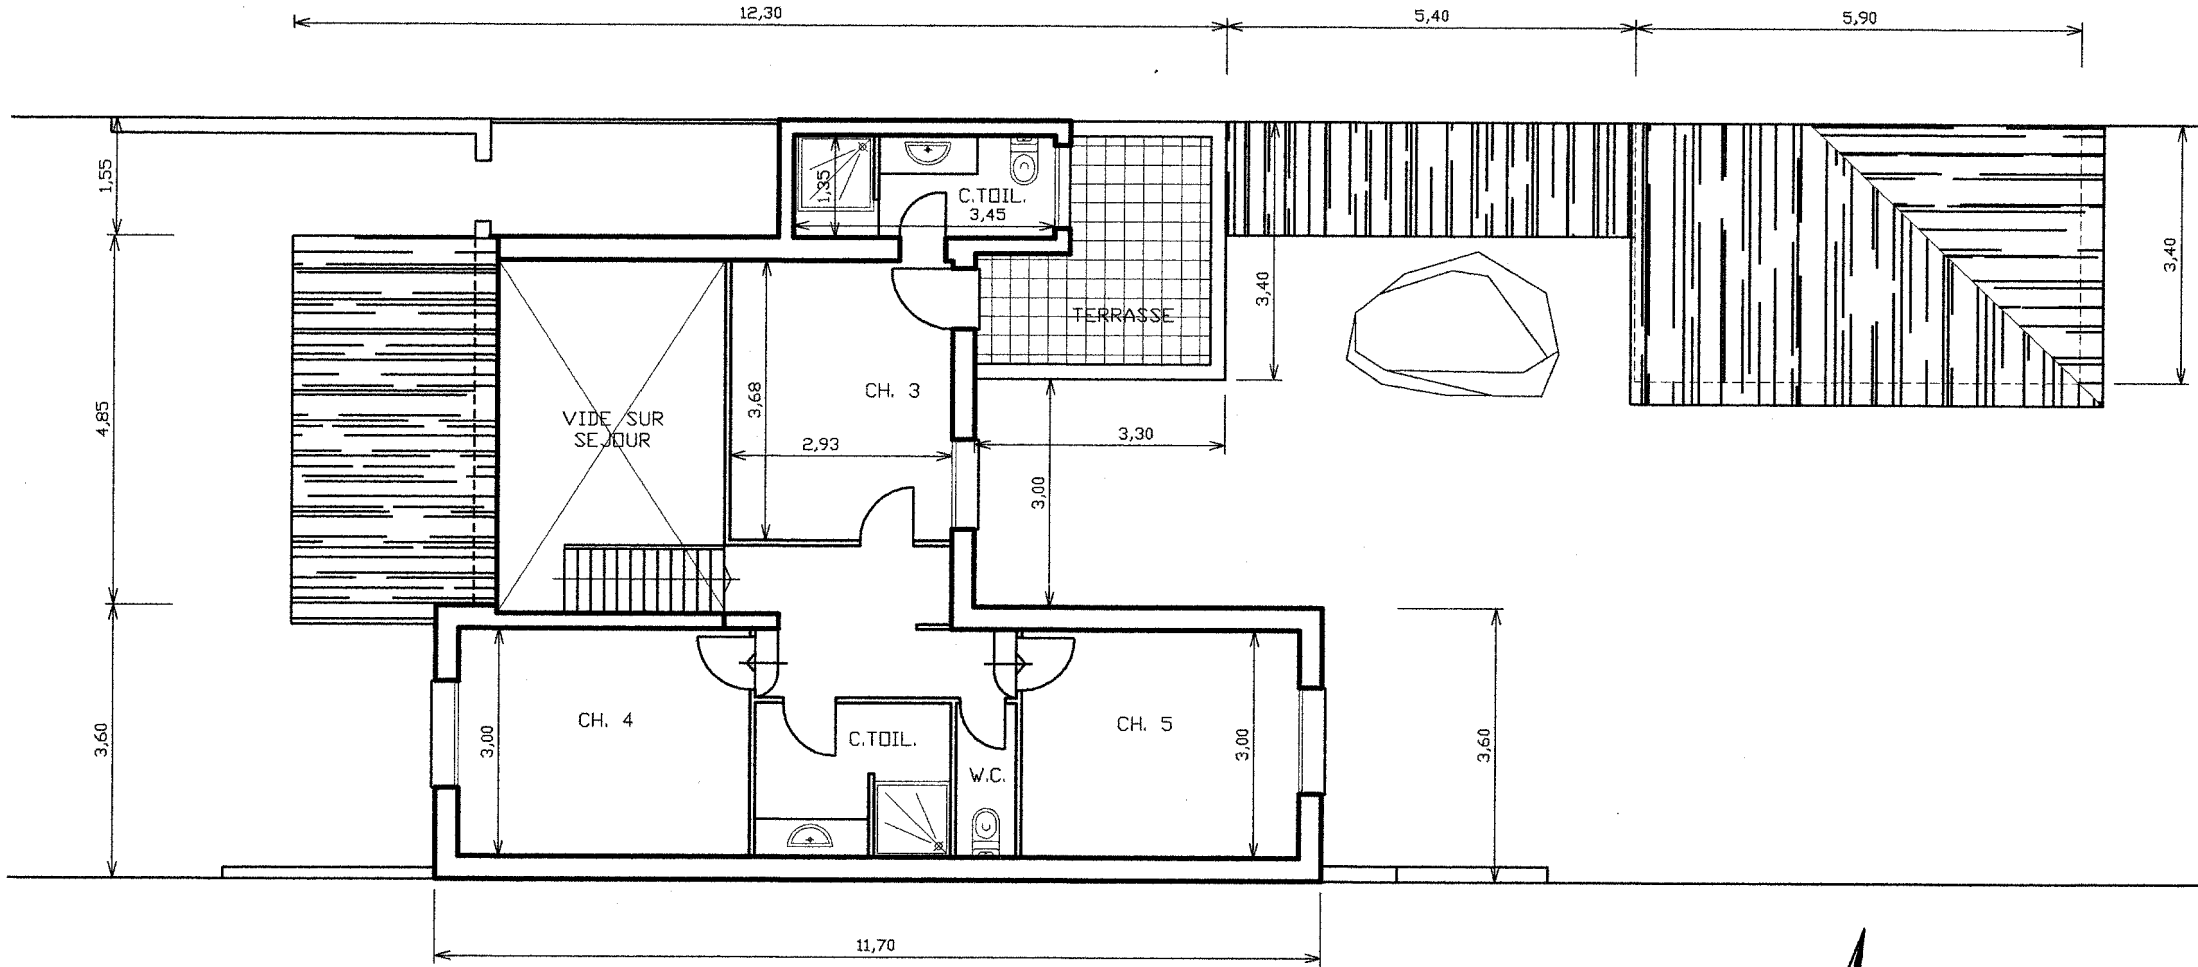 12,30
5,40
5,90
1,55
1,35
C.TOIL.
3,45
3,40
3,40
TERRASSE
4,85
VIDE SUR
SEJOUR
3,68
CH. 3
2,93
3,30
3,00
3,60
CH. 4
3,00
C.TOIL.
W.C.
CH. 5
3,00
3,60
11,70